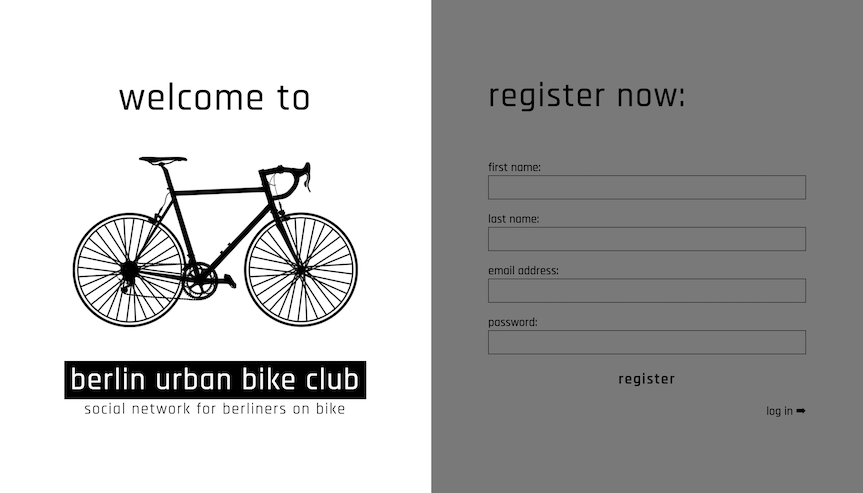 welcome to
berlin urban bike club
social network for berliners on bike
register now:
first name:
last name:
email address:
password:
register
log in ➡